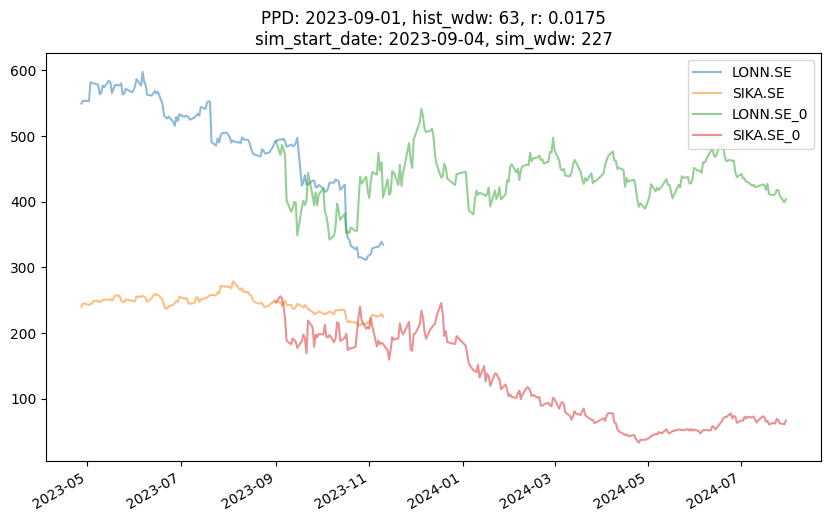 PPD: 2023-09-01, hist_wdw: 63, r: 0.0175
sim_start_date: 2023-09-04, sim_wdw: 227
LONN.SE
SIKA.SE
LONN.SE_0
SIKA.SE_0
600
500
400
300
200
100
2023-05
2023-07
2023-09
2023-11
2024-01
2024-03
2024-05
2024-07